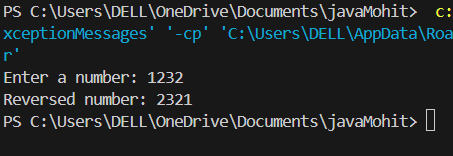 PS C:\Users\DELL\OneDrive\Documents\javaMohit>  c:
xceptionMessages' '-cp' 'C:\Users\DELL\AppData\Roa
r'
Enter a number: 1232
Reversed number: 2321
PS C:\Users\DELL\OneDrive\Documents\javaMohit>